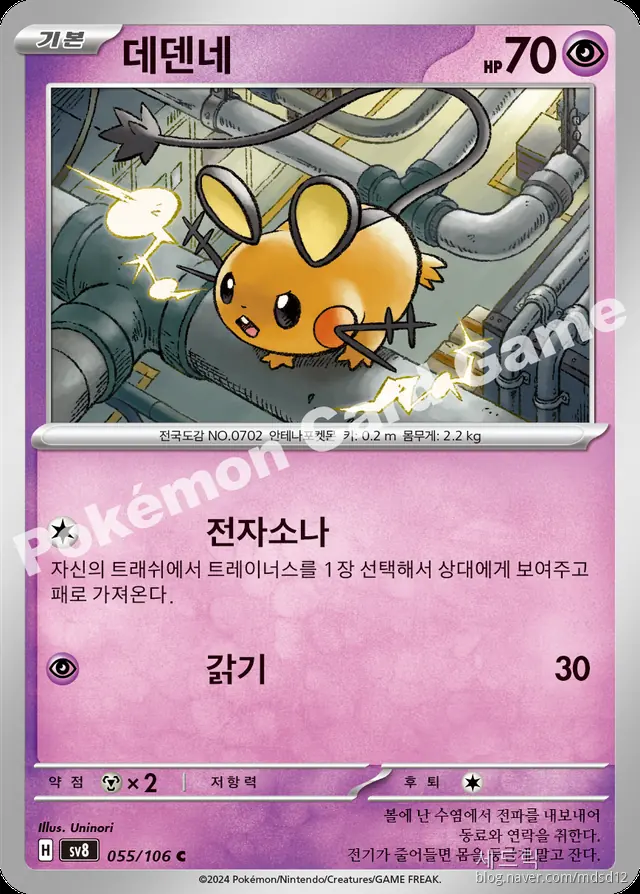 기본
데덴네
HP 70
Pokémon Card Game
전국도감 NO.0702 안테나포켓몬 키: 0.2 m 몸무게: 2.2 kg
전자소나
자신의 트래쉬에서 트레이너스를 1장 선택해서 상대에게 보여주고
패로 가져온다.
갉기 30
약점 ×2 저항력 후퇴
볼에 난 수염에서 전파를 내보내어
동료와 연락을 취한다.
전기가 줄어들면 몸을 둥글게 말고 잔다.
Illus. Uninori
H sv8 055/106 C
세트릭
blog.naver.com/mdsd12
©2024 Pokémon/Nintendo/Creatures/GAME FREAK.